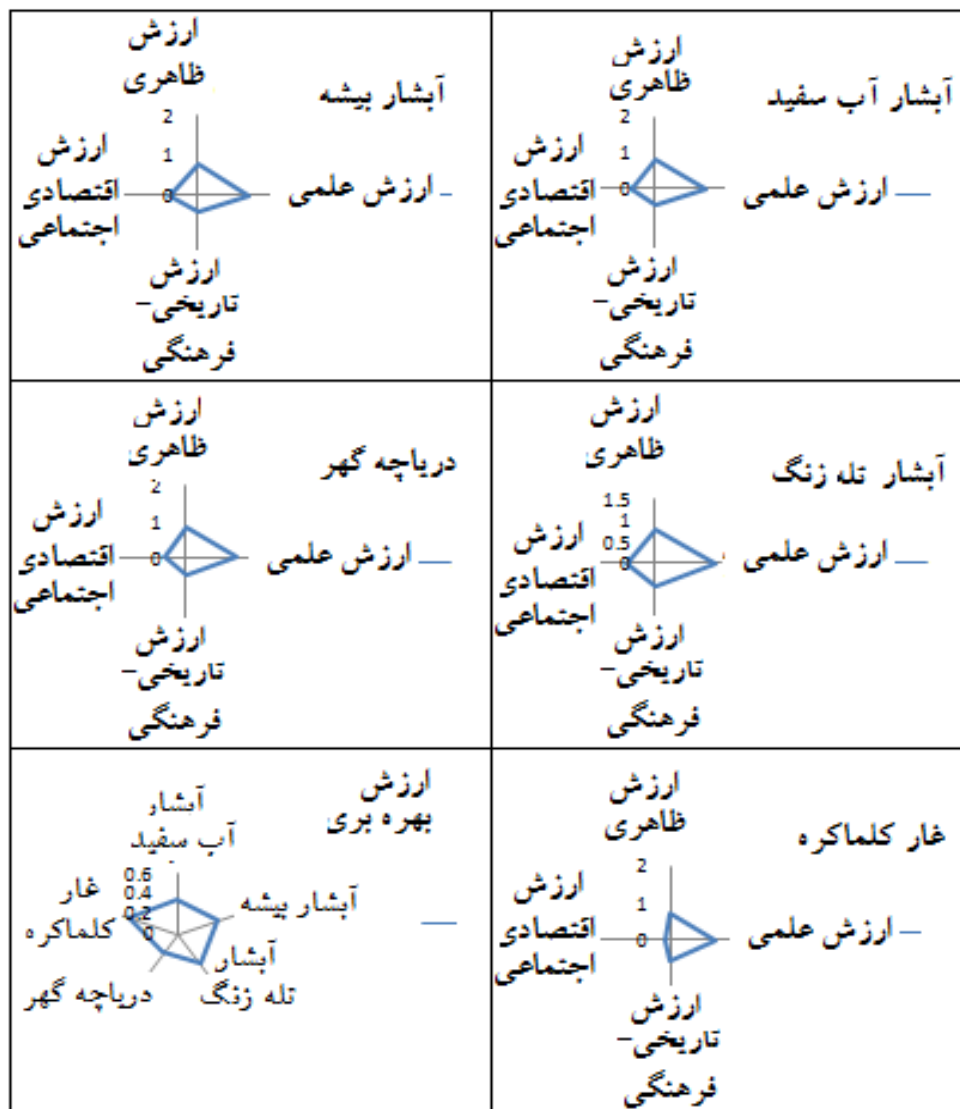 ارزش
ظاهری
آبشار آب سفید
2
1
0
ارزش
اقتصادی
اجتماعی
ارزش علمی
ارزش
تاریخی-
فرهنگی
ارزش
ظاهری
آبشار بیشه
2
1
0
ارزش
اقتصادی
اجتماعی
ارزش علمی
ارزش
تاریخی-
فرهنگی
ارزش
ظاهری
آبشار تله زنگ
1.5
1
0.5
0
ارزش
اقتصادی
اجتماعی
ارزش علمی
ارزش
تاریخی-
فرهنگی
ارزش
ظاهری
دریاچه گهر
2
1
0
ارزش
اقتصادی
اجتماعی
ارزش علمی
ارزش
تاریخی-
فرهنگی
ارزش
ظاهری
غار کلماکره
2
1
0
ارزش
اقتصادی
اجتماعی
ارزش علمی
ارزش
تاریخی-
فرهنگی
ارزش
بهره بری
آبشار
آب سفید
0.6
0.4
0.2
0
آبشار بیشه
آبشار
تله زنگ
دریاچه گهر
غار
کلماکره